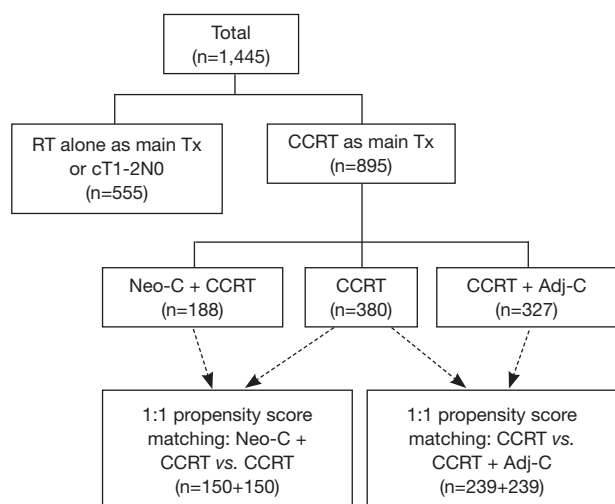 Total
(n=1,445)
RT alone as main Tx
or cT1-2N0
(n=555)
CCRT as main Tx
(n=895)
Neo-C + CCRT
(n=188)
CCRT
(n=380)
CCRT + Adj-C
(n=327)
1:1 propensity score
matching: Neo-C +
CCRT vs. CCRT
(n=150+150)
1:1 propensity score
matching: CCRT vs.
CCRT + Adj-C
(n=239+239)